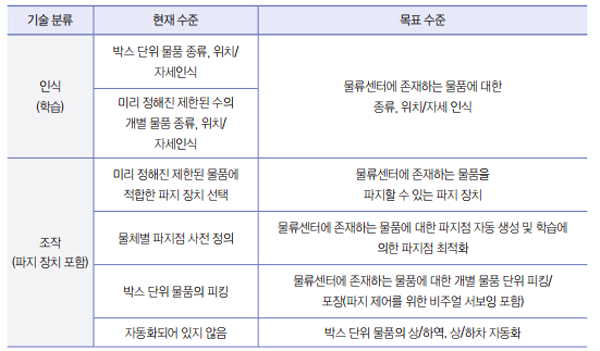 기술 분류
현재 수준
목표 수준
인식
(학습)
박스 단위 물품 종류, 위치/
자세인식
미리 정해진 제한된 수의
개별 물품 종류, 위치/
자세인식
물류센터에 존재하는 물품에 대한
종류, 위치/자세 인식
조작
(파지 장치 포함)
미리 정해진 제한된 물품에
적합한 파지 장치 선택
물류센터에 존재하는 물품을
파지할 수 있는 파지 장치
물체별 파지점 사전 정의
물류센터에 존재하는 물품에 대한 파지점 자동 생성 및 학습에
의한 파지점 최적화
박스 단위 물품의 피킹
물류센터에 존재하는 물품에 대한 개별 물품 단위 피킹/
포장(파지 제어를 위한 비주얼 서보잉 포함)
자동화되어 있지 않음
박스 단위 물품의 상/하역, 상/하차 자동화